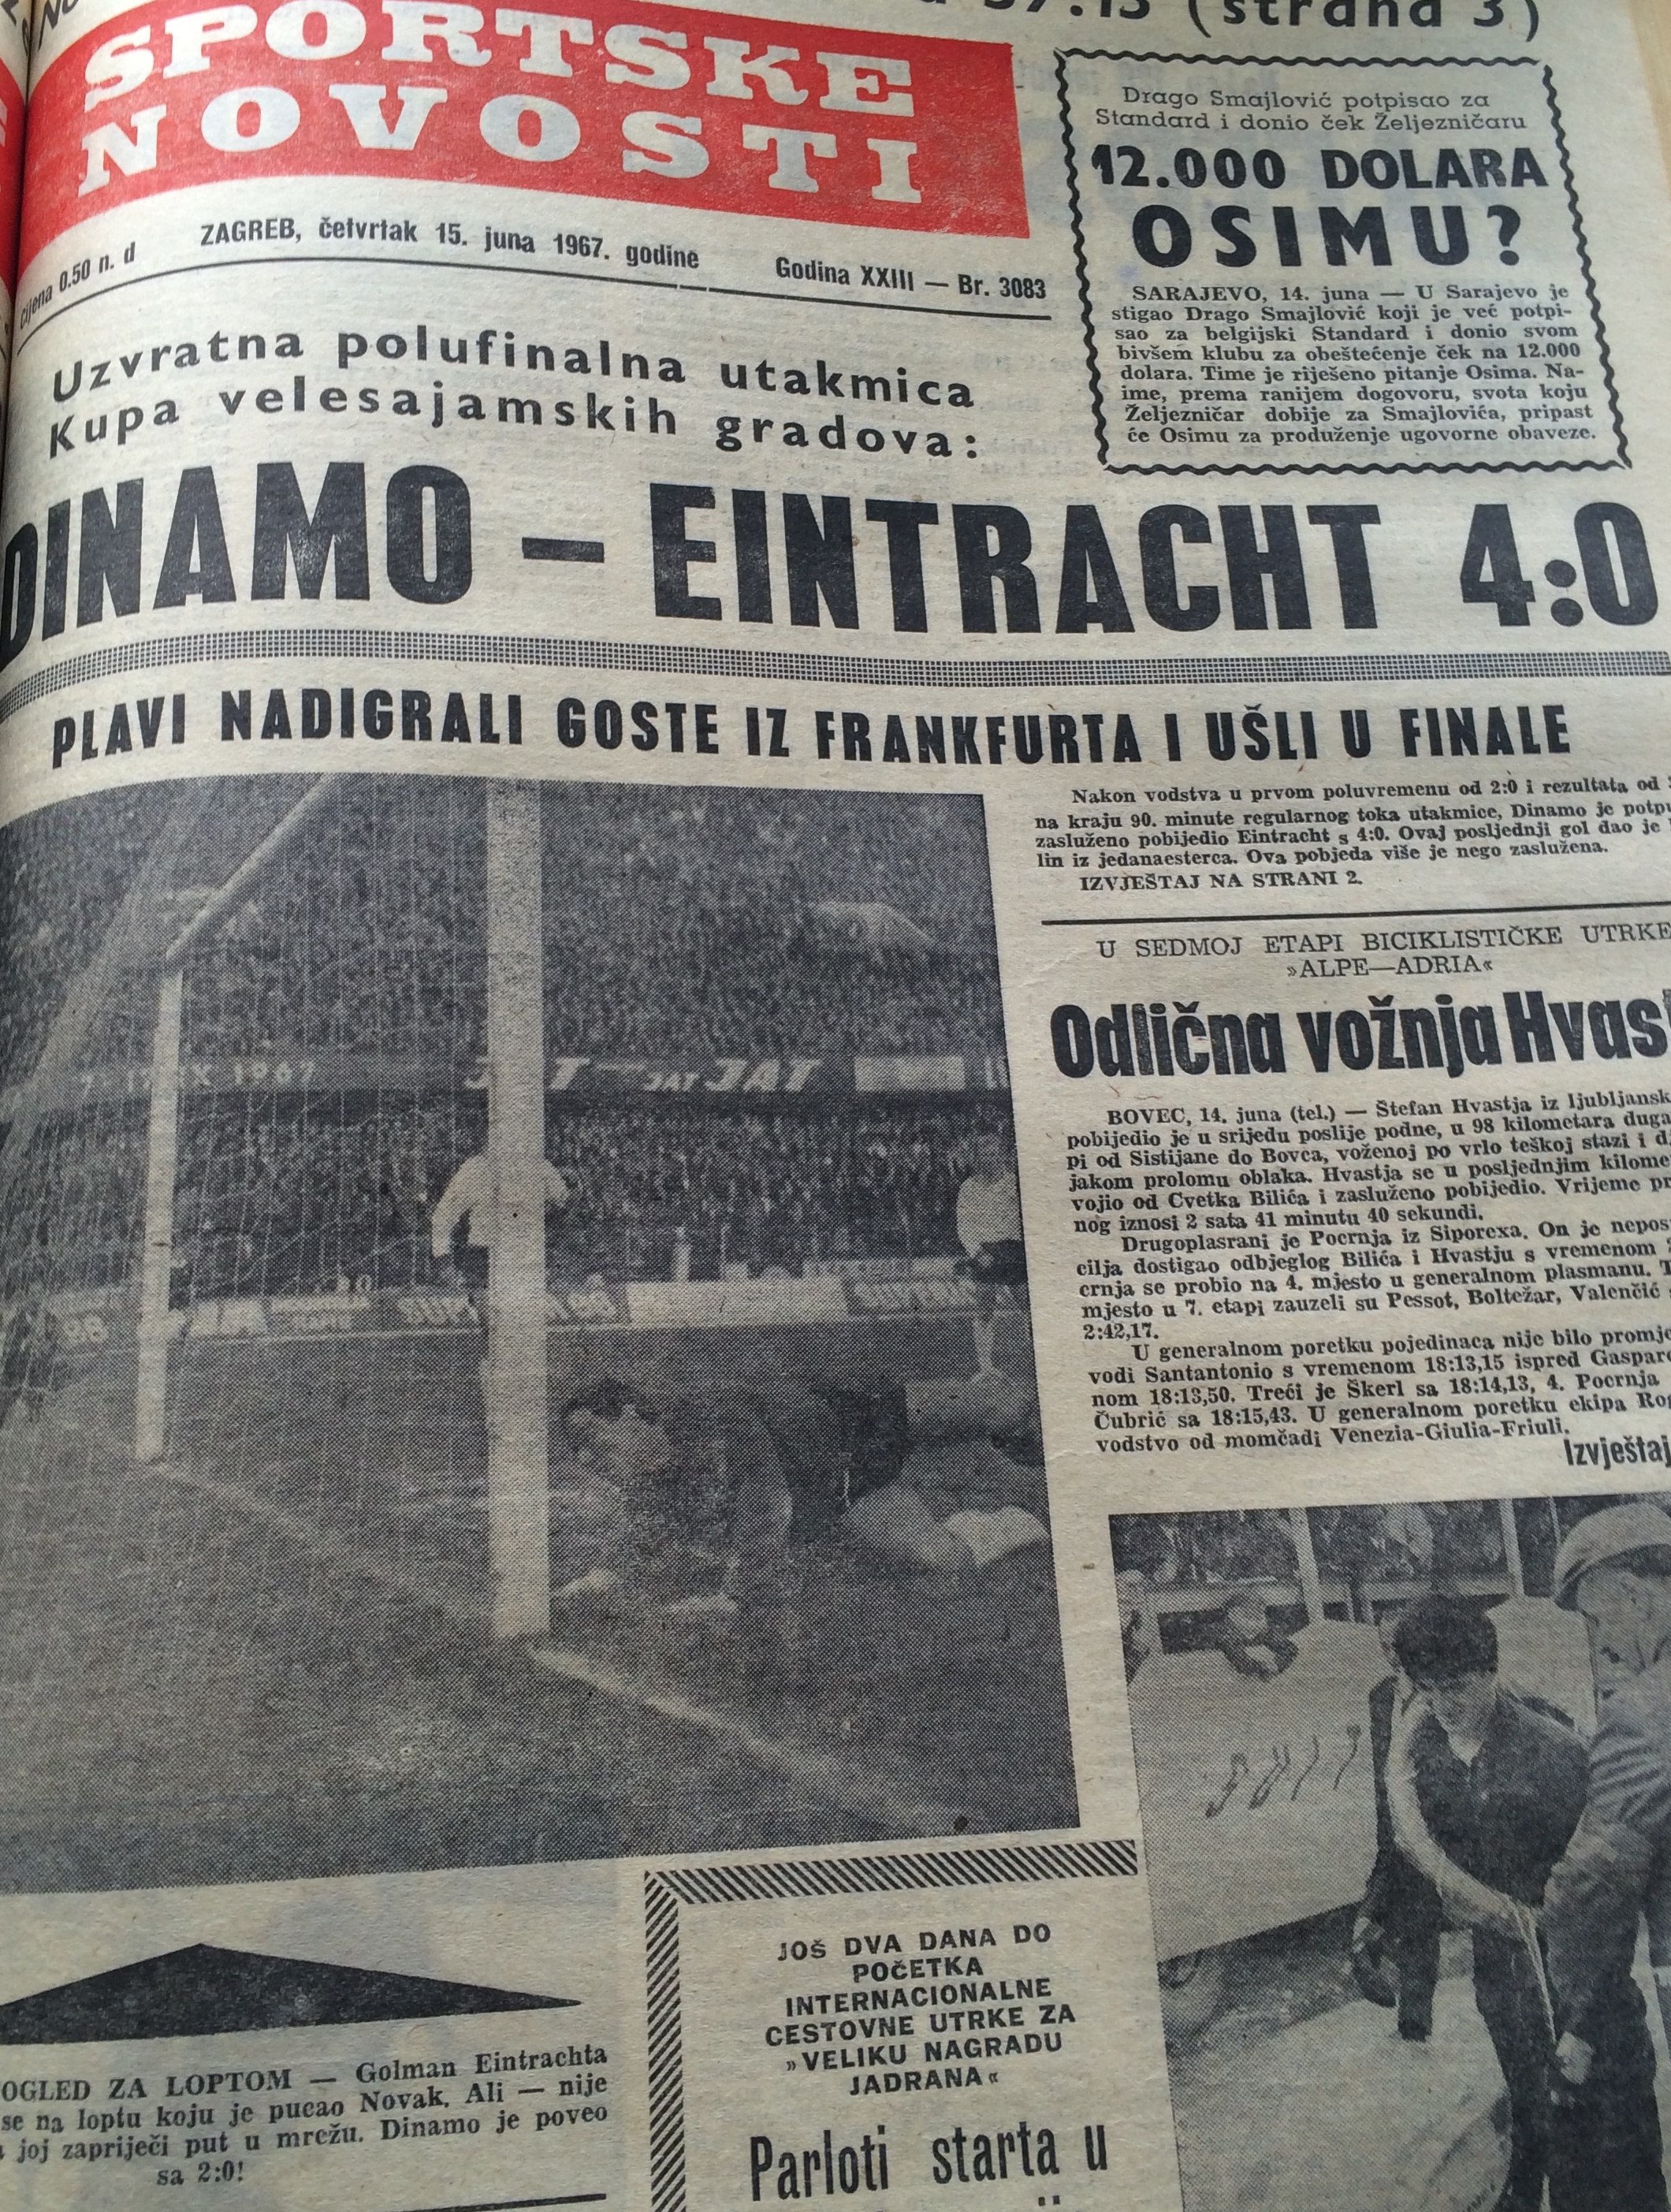 (strana 3)
SPORTSKE
NOVOSTI
cijena 0.50 n. d
ZAGREB, četvrtak 15. juna 1967. godine
Godina XXIII — Br. 3083
Drago Smajlović potpisao za
Standard i donio ček Željezničaru
12.000 DOLARA
OSIMU?
SARAJEVO, 14. juna — U Sarajevo je
stigao Drago Smajlović koji je već potpi-
sao za belgijski Standard i donio svom
bivšem klubu za obeštećenje ček na 12.000
dolara. Time je riješeno pitanje Osima. Na-
ime, prema ranijem dogovoru, svota koju
Željezničar dobije za Smajlovića, pripast
će Osimu za produženje ugovorne obaveze.
Uzvratna polufinalna utakmica
Kupa velesajamskih gradova:
DINAMO — EINTRACHT 4:0
PLAVI NADIGRALI GOSTE IZ FRANKFURTA I UŠLI U FINALE
Nakon vodstva u prvom poluvremenu od 2:0 i rezultata od
na kraju 90. minute regularnog toka utakmice, Dinamo je
zasluženo pobijedio Eintracht s 4:0. Ovaj posljednji gol dao je
lin iz jedanaesterca. Ova pobjeda više je nego zaslužena.
IZVJEŠTAJ NA STRANI 2.
U SEDMOJ ETAPI BICIKLISTIČKE UTRKE
»ALPE—ADRIA«
Odlična vožnja
BOVEC, 14. juna (tel.) — Štefan Hvastja iz
pobijedio je u srijedu poslije podne, u 98 kilometara
pi od Sistijane do Bovca, voženoj po vrlo teškoj stazi i
jakom prolomu oblaka. Hvastja se u posljednjim
vojio od Cvetka Bilića i zasluženo pobijedio. Vrijeme
nog iznosi 2 sata 41 minutu 40 sekundi.
Drugoplasrani je Pocrnja iz Siporexa. On je
cilja dostigao odbjeglog Bilića i Hvastju s vremenom
crnja se probio na 4. mjesto u generalnom plasmanu.
mjesto u 7. etapi zauzeli su Pessot, Boltežar, Valenčić
2:42,17.
U generalnom poretku pojedinaca nije bilo
vodi Santantonio s vremenom 18:13,15 ispred
nom 18:13,50. Treći je Škerl sa 18:14,13, 4. Pocrnja
Čubrić sa 18:15,43. U generalnom poretku ekipa
vodstvo od momčadi Venezia-Giulia-Friuli.
Izvještaj
JAT JAT
OGLED ZA LOPTOM — Golman Eintrachta
se na loptu koju je pucao Novak. Ali — nije
joj zapriječi put u mrežu. Dinamo je poveo
sa 2:0!
JOŠ DVA DANA DO
POČETKA
INTERNACIONALNE
CESTOVNE UTRKE ZA
»VELIKU NAGRADU
JADRANA«
Parloti starta u